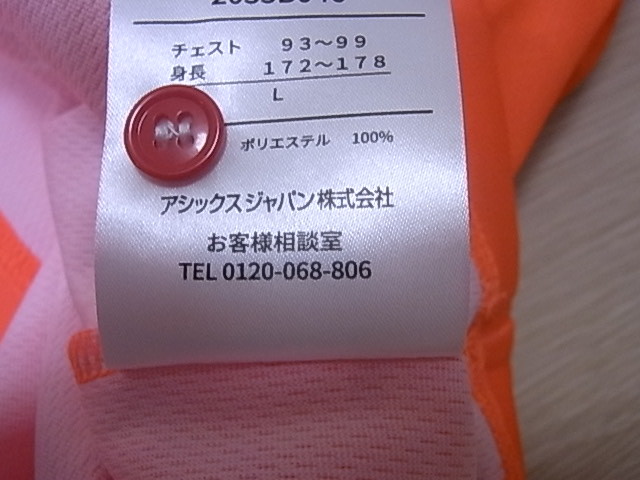 チェスト 93～99
身長 172～178
L
ポリエステル 100%
アシックスジャパン株式会社
お客様相談室
TEL 0120-068-806